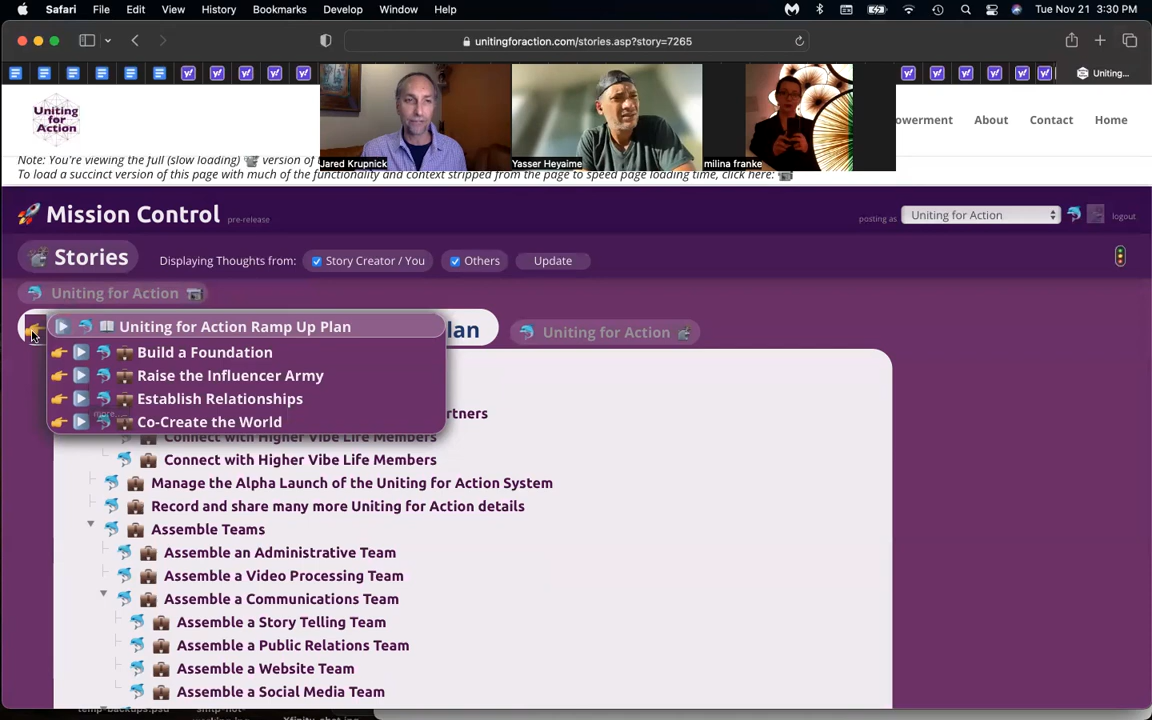 Safari File Edit View History Bookmarks Develop Window Help Tue Nov 21 3:30 PM
unitingforaction.com/stories.asp?story=7265
Uniting...
Uniting
for
Action
owerment About Contact Home
Jared Krupnick Yasser Heyaime milina franke
Note: You're viewing the full (slow loading) version of t
To load a succinct version of this page with much of the functionality and context stripped from the page to speed page loading time, click here:
Mission Control pre-release
posting as Uniting for Action logout
Stories Displaying Thoughts from: Story Creator / You Others Update
Uniting for Action
Uniting for Action Ramp Up Plan
lan Uniting for Action
Build a Foundation
Raise the Influencer Army
Establish Relationships
more...
rtners
Co-Create the World
Connect with Higher Vibe Life Members
Connect with Higher Vibe Life Members
Manage the Alpha Launch of the Uniting for Action System
Record and share many more Uniting for Action details
Assemble Teams
Assemble an Administrative Team
Assemble a Video Processing Team
Assemble a Communications Team
Assemble a Story Telling Team
Assemble a Public Relations Team
Assemble a Website Team
Assemble a Social Media Team